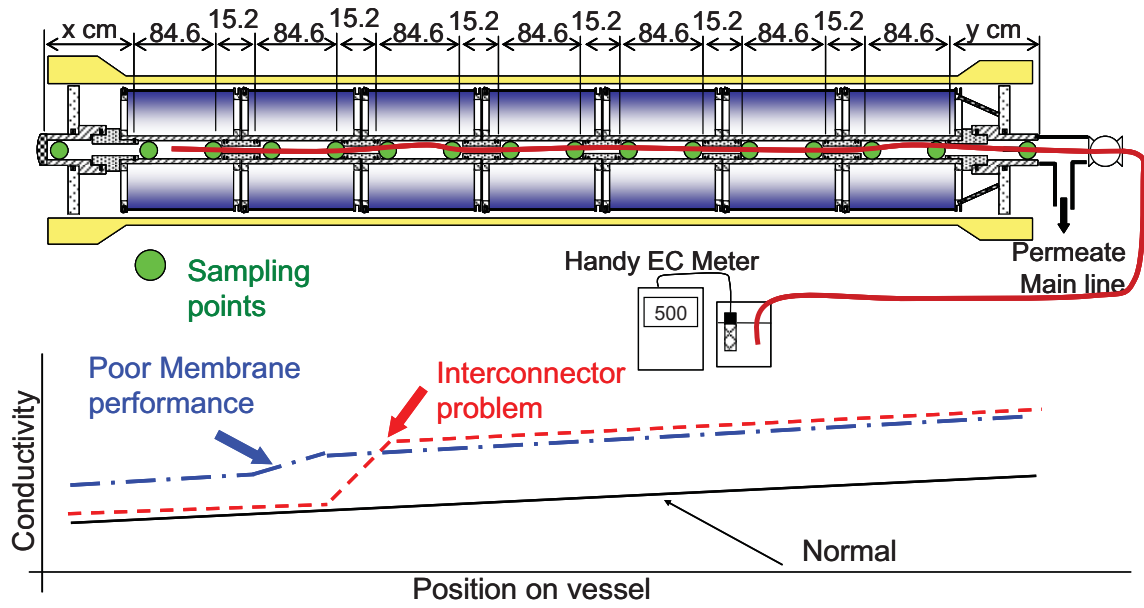 x cm 84.6 15.2 84.6 15.2 84.6 15.2 84.6 15.2 84.6 15.2 84.6 15.2 84.6 y cm
Permeate
Main line
Sampling
points
Handy EC Meter
500
Poor Membrane
performance
Interconnector
problem
Conductivity
Normal
Position on vessel